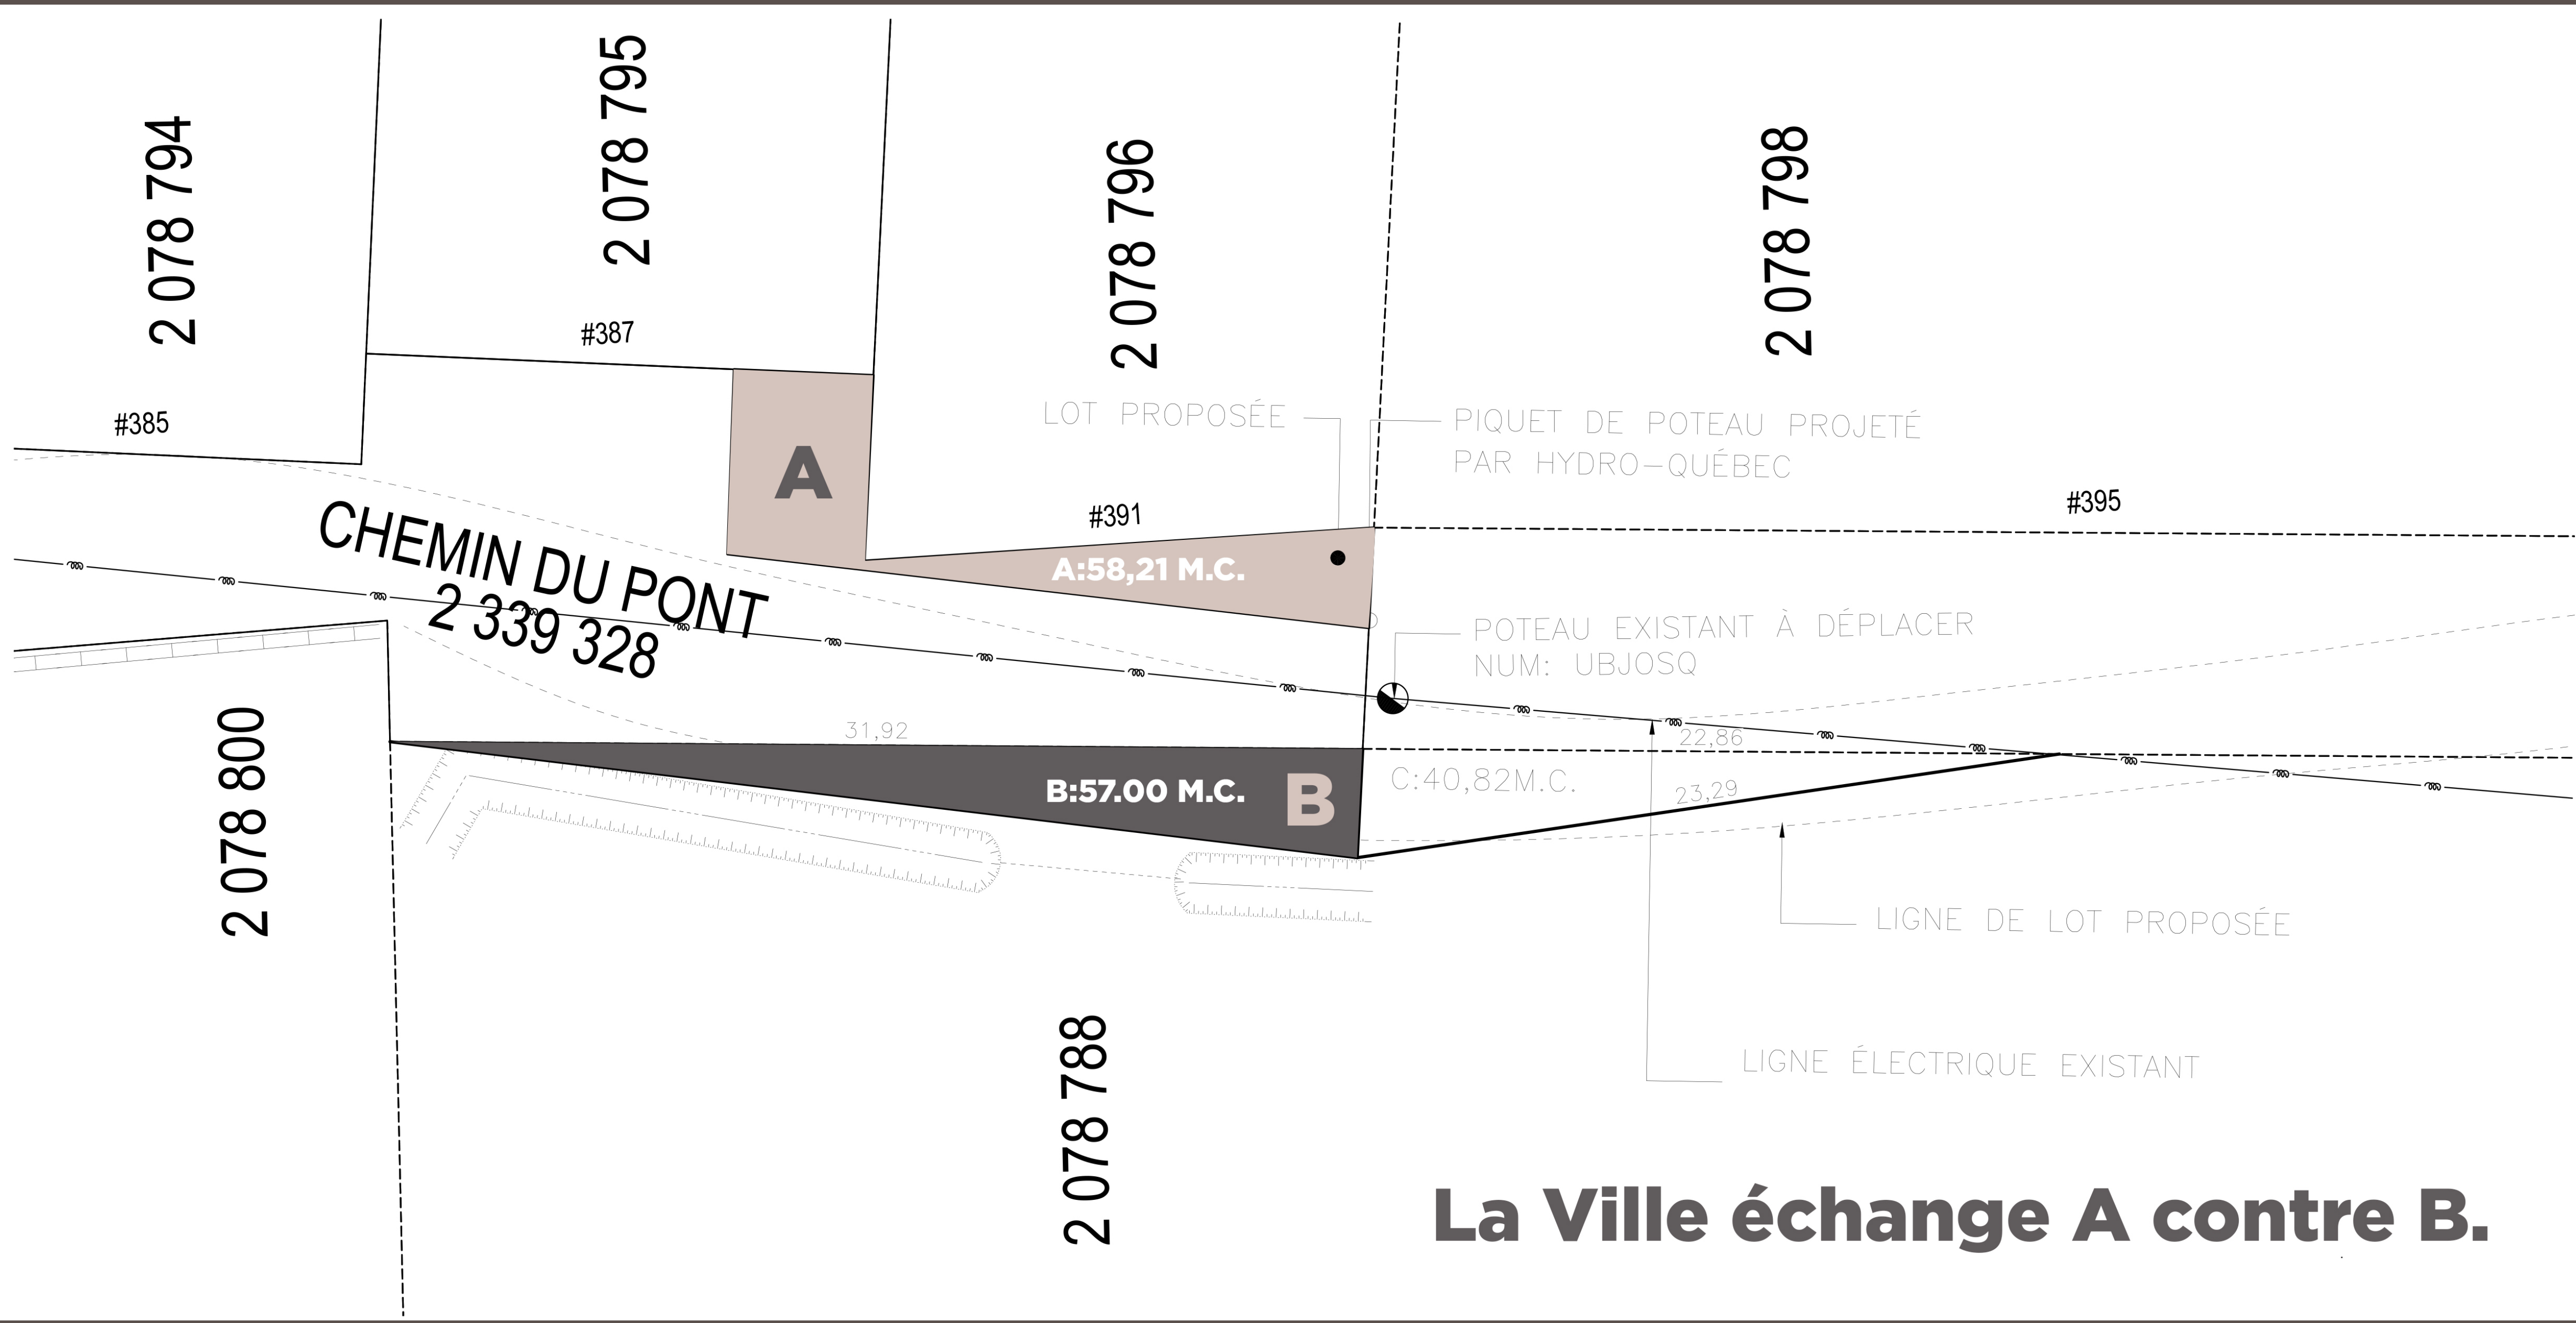 2 078 794
2 078 795
2 078 796
2 078 798
#387
#385
LOT PROPOSÉE
PIQUET DE POTEAU PROJETÉ
PAR HYDRO-QUÉBEC
#391
#395
A
A:58,21 M.C.
CHEMIN DU PONT
2 339 328
POTEAU EXISTANT À DÉPLACER
NUM: UBJOSQ
2 078 800
31,92
22,86
B:57.00 M.C.
B
C:40,82M.C.
23,29
LIGNE DE LOT PROPOSÉE
LIGNE ÉLECTRIQUE EXISTANT
2 078 788
La Ville échange A contre B.